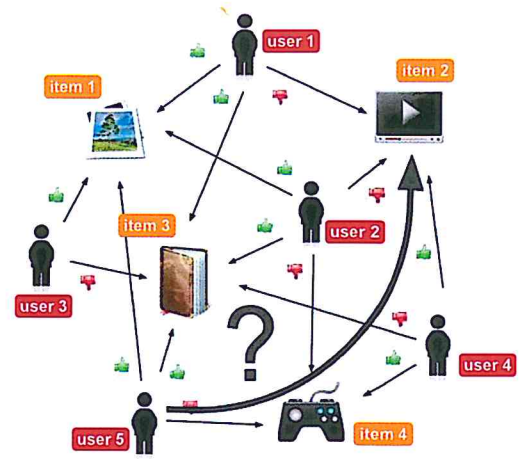 user 1
item 1
item 2
item 3
user 2
user 3
?
user 4
user 5
item 4